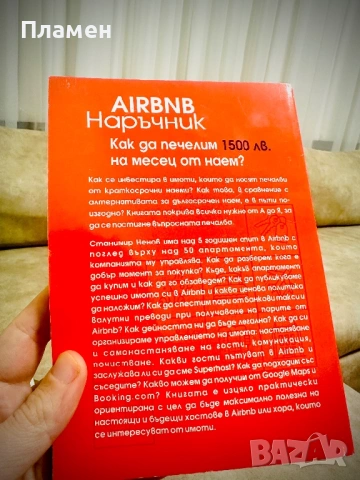 Пламен
AIRBNB
Наръчник
Как да печелим 1500 лв.
на месец от наем?
Как се инвестира в имоти, които да носят печалби
от краткосрочни наеми? Как това, в сравнение с
алтернативата за дългосрочен наем, е в пъти по-
изгодно? Книгата покрива всичко нужно от А до Я, за
да се постигне въпросната печалба.
Станимир Ненов има над 5 годишен опит в Airbnb с
поглед върху над 50 апартамента, които
компанията му управлява. Как да разберем кога е
добър момент за покупка? Къде, какъв апартамент
да купим и как да го обзаведем? Как да публикуваме
успешно имота си в Airbnb и каква ценова политика
да наложим? Как да спестим пари от банкови такси и
валутни преводи при получаване на парите от
Airbnb? Как дейността ни да бъде легална? Как да си
организираме управлението на имота: настаняване
и самонастаняване на гости, комуникация,
почистване. Какви гости пътуват в Airbnb и
заслужава ли си да сме Superhost? Как да подходим със
съседите? Какво можем да получим от Google Maps и
Booking.com? Книгата е изцяло практически
ориентирана с цел да бъде максимално полезна на
настоящи и бъдещи хостове в Airbnb или хора, които
се интересуват от имоти.
BAZAR